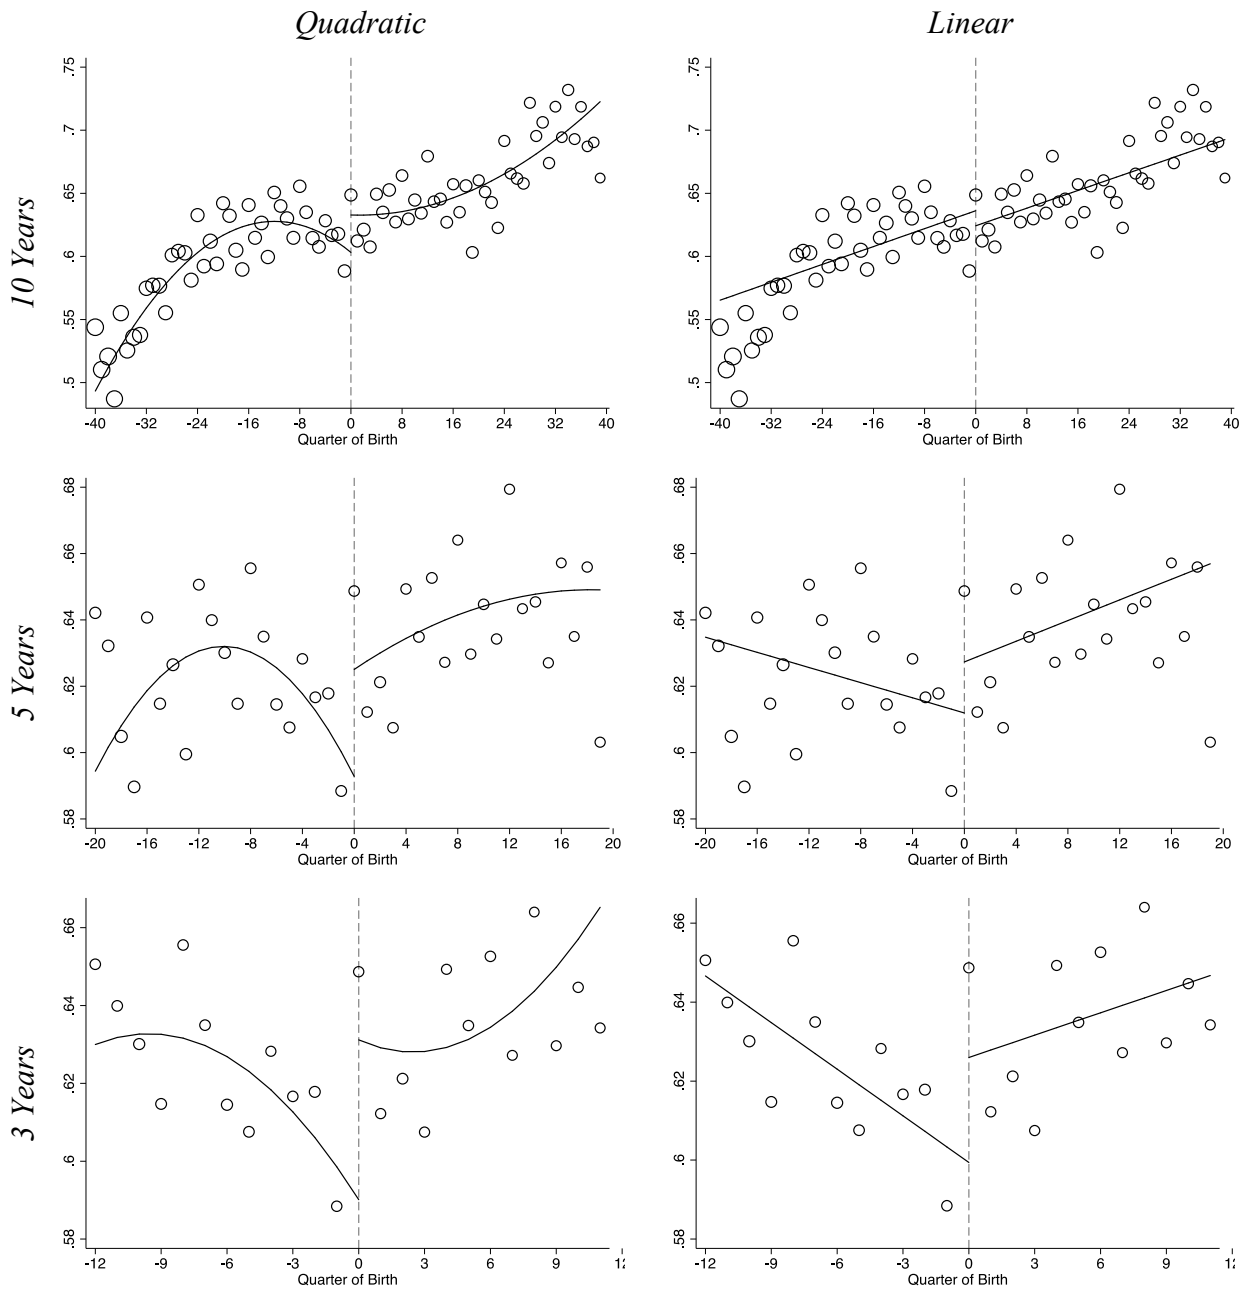 Quadratic
Linear
10 Years
.75
.7
.65
.6
.55
.5
-40 -32 -24 -16 -8 0 8 16 24 32 40
Quarter of Birth
.75
.7
.65
.6
.55
.5
-40 -32 -24 -16 -8 0 8 16 24 32 40
Quarter of Birth
5 Years
.68
.66
.64
.62
.6
.58
-20 -16 -12 -8 -4 0 4 8 12 16 20
Quarter of Birth
.68
.66
.64
.62
.6
.58
-20 -16 -12 -8 -4 0 4 8 12 16 20
Quarter of Birth
3 Years
.66
.64
.62
.6
.58
-12 -9 -6 -3 0 3 6 9
Quarter of Birth
.66
.64
.62
.6
.58
-12 -9 -6 -3 0 3 6 9
Quarter of Birth